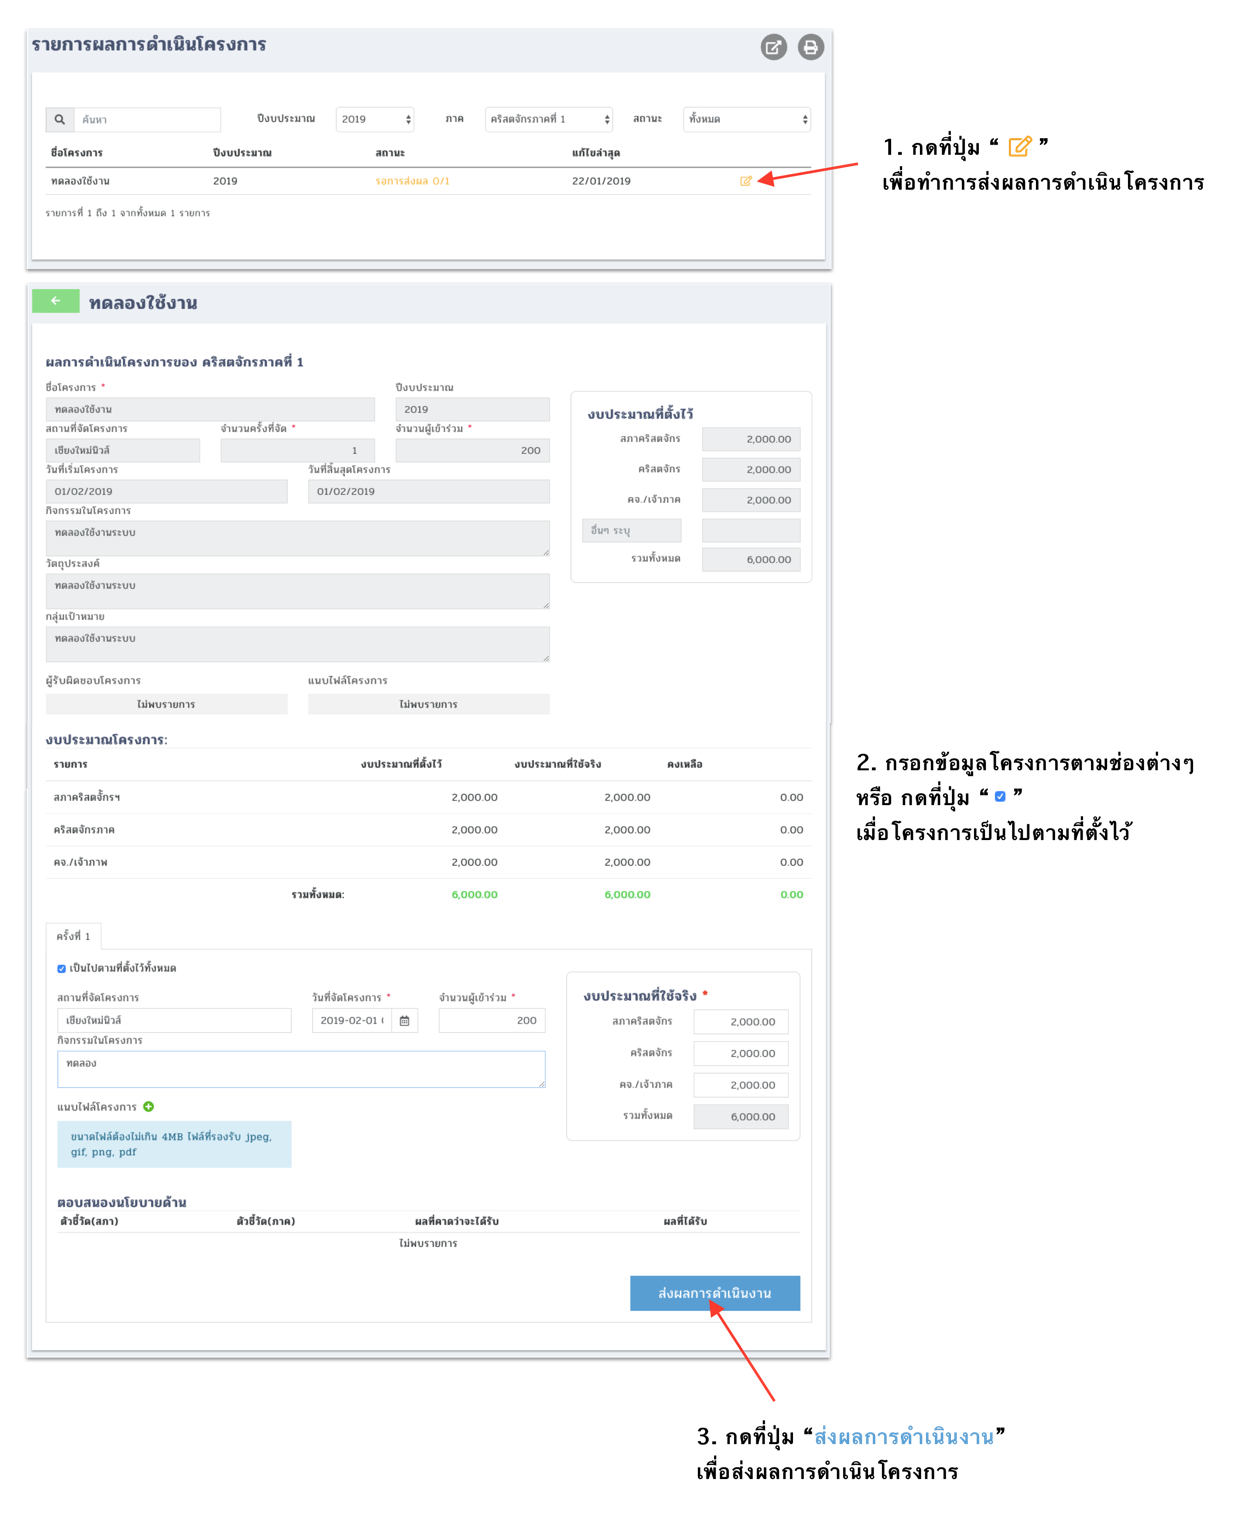 รายการผลการดำเนินโครงการ
ค้นหา ปีงบประมาณ 2019 ภาค คริสตจักรภาคที่ 1 สถานะ ทั้งหมด
ชื่อโครงการ ปีงบประมาณ สถานะ แก้ไขล่าสุด
ทดลองใช้งาน 2019 รอการส่งผล 0/1 22/01/2019
รายการที่ 1 ถึง 1 จากทั้งหมด 1 รายการ
1. กดที่ปุ่ม “ ”
เพื่อทำการส่งผลการดำเนินโครงการ
ทดลองใช้งาน
ผลการดำเนินโครงการของ คริสตจักรภาคที่ 1
ชื่อโครงการ * ปีงบประมาณ
ทดลองใช้งาน 2019
สถานที่จัดโครงการ จำนวนครั้งที่จัด * จำนวนผู้เข้าร่วม *
เชียงใหม่นิวส์ 1 200
วันที่เริ่มโครงการ วันที่สิ้นสุดโครงการ
01/02/2019 01/02/2019
กิจกรรมในโครงการ
ทดลองใช้งานระบบ
วัตถุประสงค์
ทดลองใช้งานระบบ
กลุ่มเป้าหมาย
ทดลองใช้งานระบบ
ผู้รับผิดชอบโครงการ แนบไฟล์โครงการ
ไม่พบรายการ ไม่พบรายการ
งบประมาณที่ตั้งไว้
สภาคริสตจักร 2,000.00
คริสตจักร 2,000.00
คจ./เจ้าภาค 2,000.00
อื่นๆ ระบุ
รวมทั้งหมด 6,000.00
งบประมาณโครงการ:
รายการ งบประมาณที่ตั้งไว้ งบประมาณที่ใช้จริง คงเหลือ
สภาคริสตจั้กรฯ 2,000.00 2,000.00 0.00
คริสตจักรภาค 2,000.00 2,000.00 0.00
คจ./เจ้าภาพ 2,000.00 2,000.00 0.00
รวมทั้งหมด: 6,000.00 6,000.00 0.00
2. กรอกข้อมูลโครงการตามช่องต่างๆ
หรือ กดที่ปุ่ม “ ”
เมื่อโครงการเป็นไปตามที่ตั้งไว้
ครั้งที่ 1
เป็นไปตามที่ตั้งไว้ทั้งหมด
สถานที่จัดโครงการ วันที่จัดโครงการ * จำนวนผู้เข้าร่วม *
เชียงใหม่นิวส์ 2019-02-01 ( 200
กิจกรรมในโครงการ
ทดลอง
แนบไฟล์โครงการ
ขนาดไฟล์ต้องไม่เกิน 4MB ไฟล์ที่รองรับ jpeg,
gif, png, pdf
งบประมาณที่ใช้จริง *
สภาคริสตจักร 2,000.00
คริสตจักร 2,000.00
คจ./เจ้าภาค 2,000.00
รวมทั้งหมด 6,000.00
ตอบสนองนโยบายด้าน
ตัวชี้วัด(สภา) ตัวชี้วัด(ภาค) ผลที่คาดว่าจะได้รับ ผลที่ได้รับ
ไม่พบรายการ
ส่งผลการดำเนินงาน
3. กดที่ปุ่ม “ส่งผลการดำเนินงาน”
เพื่อส่งผลการดำเนินโครงการ